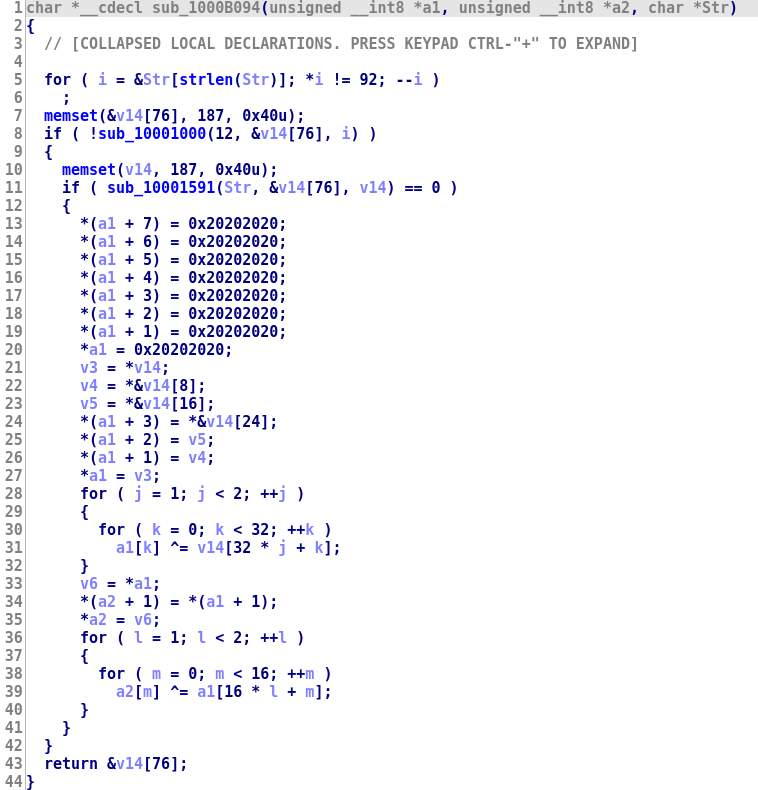 1 char *__cdecl sub_1000B094(unsigned __int8 *a1, unsigned __int8 *a2, char *Str)
2 {
3   // [COLLAPSED LOCAL DECLARATIONS. PRESS KEYPAD CTRL-"+" TO EXPAND]
4
5   for ( i = &Str[strlen(Str)]; *i != 92; --i )
6     ;
7   memset(&v14[76], 187, 0x40u);
8   if ( !sub_10001000(12, &v14[76], i) )
9   {
10     memset(v14, 187, 0x40u);
11     if ( sub_10001591(Str, &v14[76], v14) == 0 )
12     {
13       *(a1 + 7) = 0x20202020;
14       *(a1 + 6) = 0x20202020;
15       *(a1 + 5) = 0x20202020;
16       *(a1 + 4) = 0x20202020;
17       *(a1 + 3) = 0x20202020;
18       *(a1 + 2) = 0x20202020;
19       *(a1 + 1) = 0x20202020;
20       *a1 = 0x20202020;
21       v3 = *v14;
22       v4 = *&v14[8];
23       v5 = *&v14[16];
24       *(a1 + 3) = *&v14[24];
25       *(a1 + 2) = v5;
26       *(a1 + 1) = v4;
27       *a1 = v3;
28       for ( j = 1; j < 2; ++j )
29       {
30         for ( k = 0; k < 32; ++k )
31           a1[k] ^= v14[32 * j + k];
32       }
33       v6 = *a1;
34       *(a2 + 1) = *(a1 + 1);
35       *a2 = v6;
36       for ( l = 1; l < 2; ++l )
37       {
38         for ( m = 0; m < 16; ++m )
39           a2[m] ^= a1[16 * l + m];
40       }
41     }
42   }
43   return &v14[76];
44 }